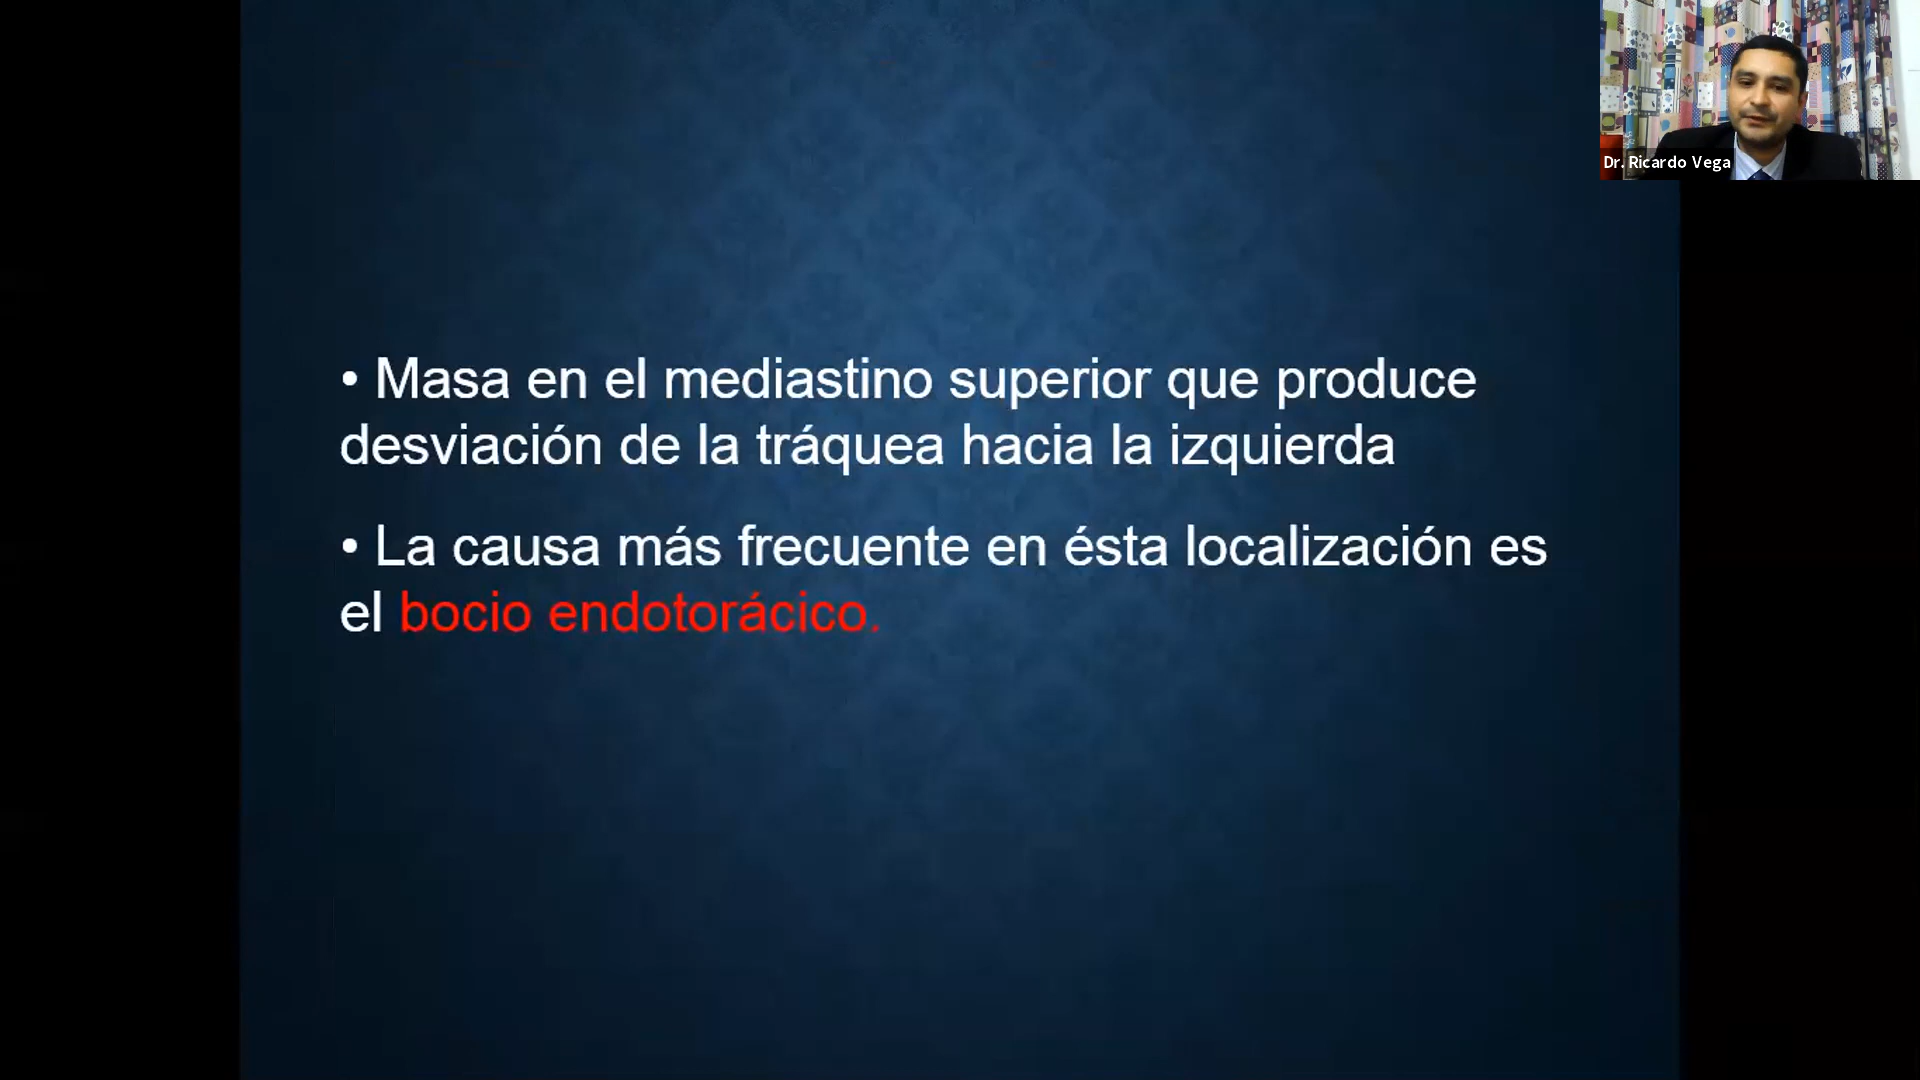 Dr. Ricardo Vega
• Masa en el mediastino superior que produce
desviación de la tráquea hacia la izquierda
• La causa más frecuente en ésta localización es
el bocio endotorácico.